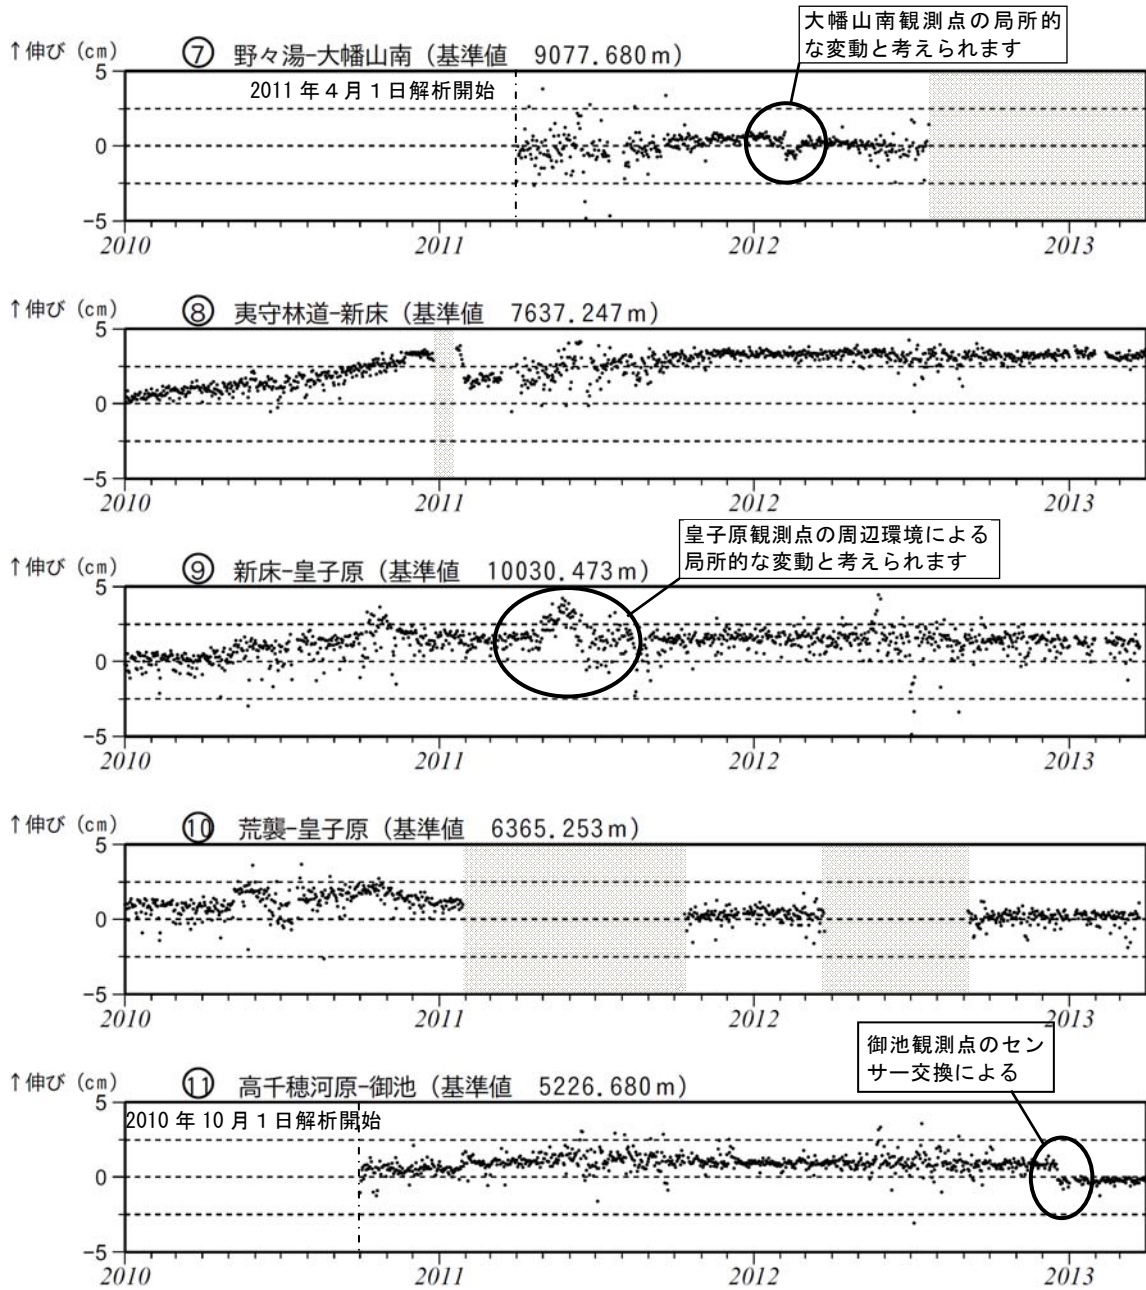 大幡山南観測点の局所的
な変動と考えられます
↑伸び (cm)
⑦ 野々湯-大幡山南 (基準値 9077.680m)
5
2011年4月1日解析開始
0
-5
2010 2011 2012 2013
↑伸び (cm)
⑧ 夷守林道-新床 (基準値 7637.247m)
5
0
-5
2010 2011 2012 2013
皇子原観測点の周辺環境による
局所的な変動と考えられます
↑伸び (cm)
⑨ 新床-皇子原 (基準値 10030.473m)
5
0
-5
2010 2011 2012 2013
↑伸び (cm)
⑩ 荒襲-皇子原 (基準値 6365.253m)
5
0
-5
2010 2011 2012 2013
御池観測点のセン
サー交換による
↑伸び (cm)
⑪ 高千穂河原-御池 (基準値 5226.680m)
5
2010年10月1日解析開始
0
-5
2010 2011 2012 2013